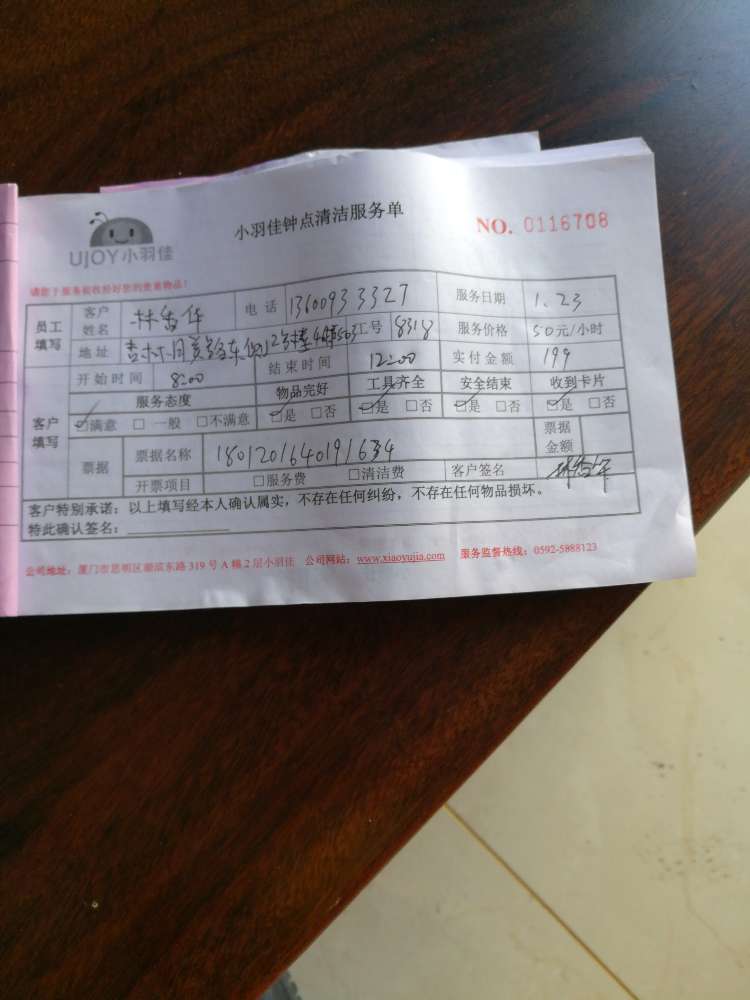 UJOY小羽佳
小羽佳钟点清洁服务单
NO. 0116708
请您于服务前收拾好您的贵重物品!
员工填写 客户姓名 林 华 电话 13600933327 服务日期 1.23
地址 工号 8318 服务价格 50元/小时
开始时间 8:00 结束时间 12:00 实付金额 199
客户填写 服务态度 物品完好 工具齐全 安全结束 收到卡片
☑满意 □一般 □不满意 ☑是 □否 ☑是 □否 ☑是 □否 ☑是 □否
票据 票据名称 票据金额
开票项目 □服务费 □清洁费 客户签名
客户特别承诺:以上填写经本人确认属实,不存在任何纠纷,不存在任何物品损坏。
特此确认签名:
公司地址:厦门市思明区湖滨东路319号A幢2层小羽佳 公司网站:www.xiaoyujia.com 服务监督热线:0592-5888123